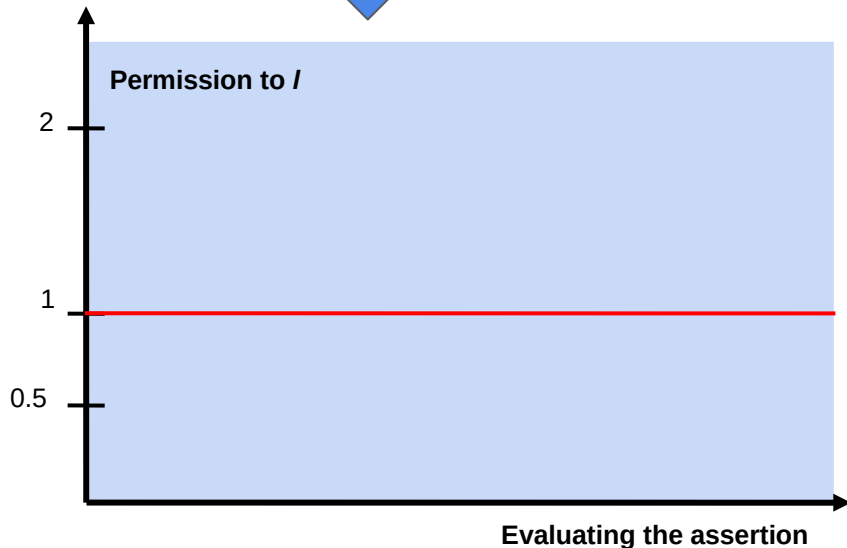 Permission to l
2
1
0.5
Evaluating the assertion